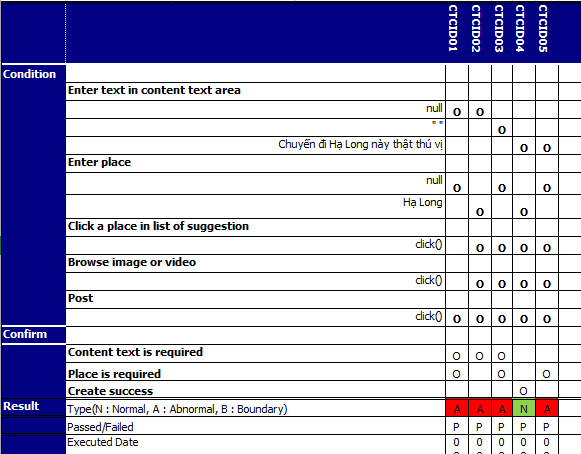 CTCID01 CTCID02 CTCID03 CTCID04 CTCID05
Condition
Enter text in content text area
null O O
" " O
Chuyến đi Hạ Long này thật thú vị O O
Enter place
null O O O
Hạ Long O O
Click a place in list of suggestion
click() O O O O
Browse image or video
click() O O O O
Post
click() O O O O O
Confirm
Content text is required O O O
Place is required O O O
Create success O
Result Type(N : Normal, A : Abnormal, B : Boundary) A A A N A
Passed/Failed P P P P P
Executed Date 0 0 0 0 0